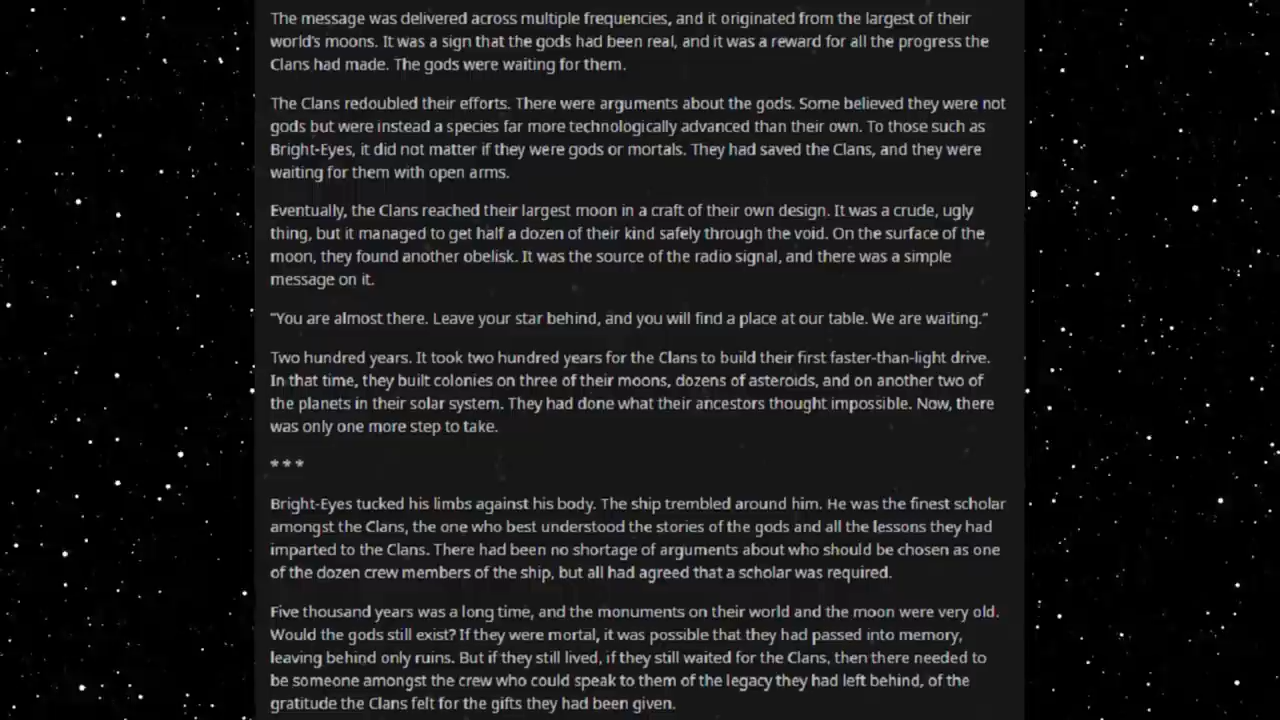 The message was delivered across multiple frequencies, and it originated from the largest of their
world's moons. It was a sign that the gods had been real, and it was a reward for all the progress the
Clans had made. The gods were waiting for them.
The Clans redoubled their efforts. There were arguments about the gods. Some believed they were not
gods but were instead a species far more technologically advanced than their own. To those such as
Bright-Eyes, it did not matter if they were gods or mortals. They had saved the Clans, and they were
waiting for them with open arms.
Eventually, the Clans reached their largest moon in a craft of their own design. It was a crude, ugly
thing, but it managed to get half a dozen of their kind safely through the void. On the surface of the
moon, they found another obelisk. It was the source of the radio signal, and there was a simple
message on it.
"You are almost there. Leave your star behind, and you will find a place at our table. We are waiting."
Two hundred years. It took two hundred years for the Clans to build their first faster-than-light drive.
In that time, they built colonies on three of their moons, dozens of asteroids, and on another two of
the planets in their solar system. They had done what their ancestors thought impossible. Now, there
was only one more step to take.
* * *
Bright-Eyes tucked his limbs against his body. The ship trembled around him. He was the finest scholar
amongst the Clans, the one who best understood the stories of the gods and all the lessons they had
imparted to the Clans. There had been no shortage of arguments about who should be chosen as one
of the dozen crew members of the ship, but all had agreed that a scholar was required.
Five thousand years was a long time, and the monuments on their world and the moon were very old.
Would the gods still exist? If they were mortal, it was possible that they had passed into memory,
leaving behind only ruins. But if they still lived, if they still waited for the Clans, then there needed to
be someone amongst the crew who could speak to them of the legacy they had left behind, of the
gratitude the Clans felt for the gifts they had been given.